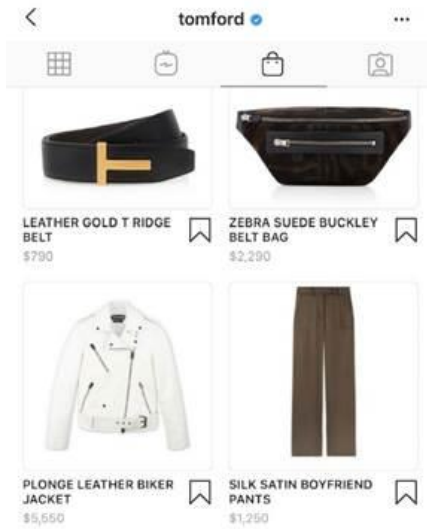 tomford
LEATHER GOLD T RIDGE
BELT
$790
ZEBRA SUEDE BUCKLEY
BELT BAG
$2,290
PLONGE LEATHER BIKER
JACKET
$5,550
SILK SATIN BOYFRIEND
PANTS
$1,250